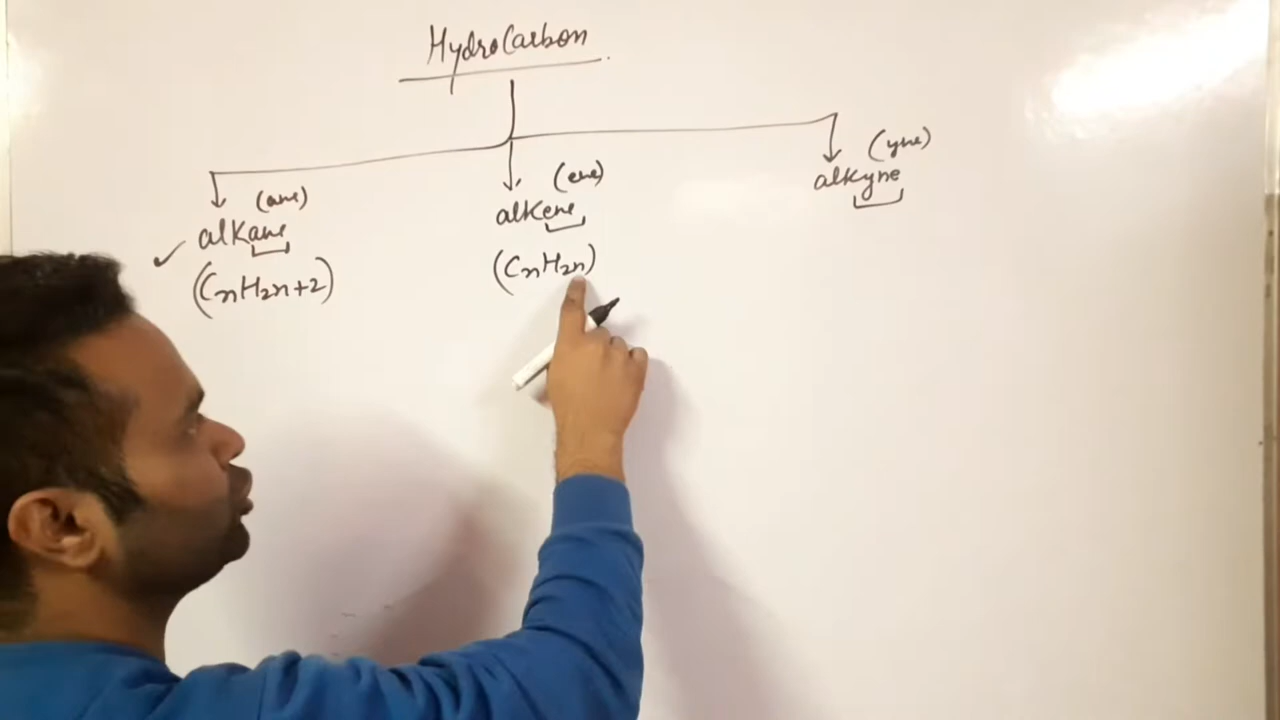 HydroCarbon
(ane) (ene) (yne)
alkane alkene alkyne
(CnH2n+2) (CnH2n)